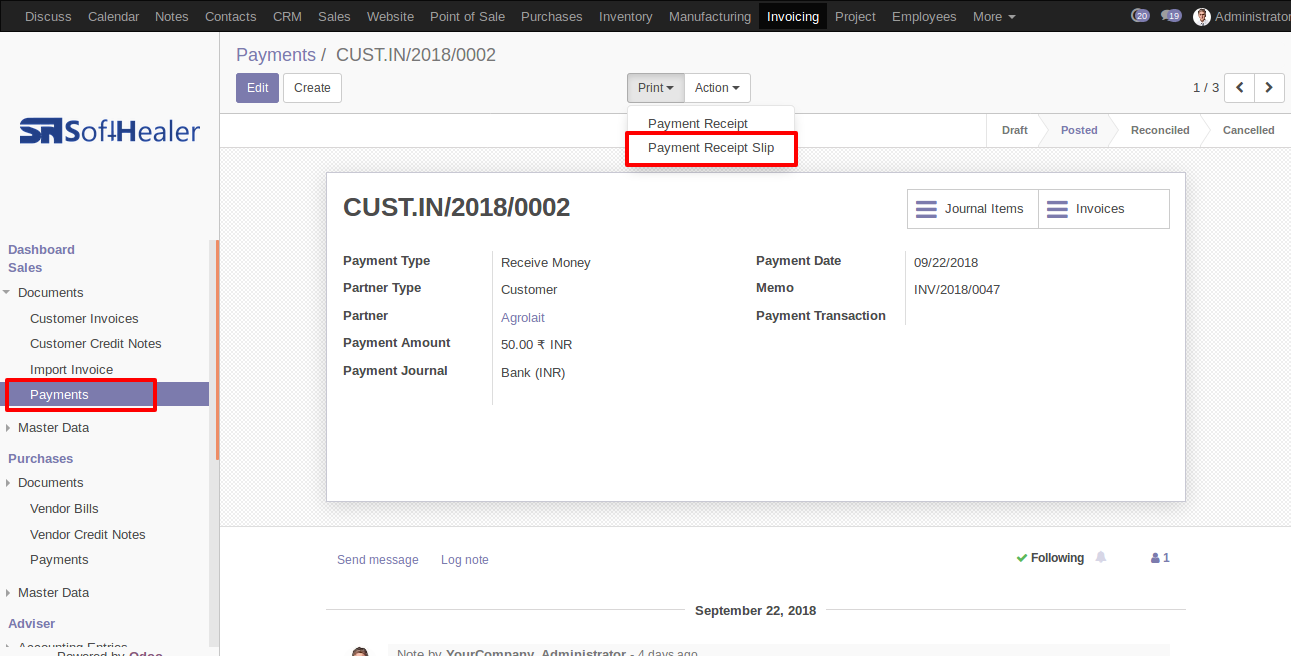 Discuss Calendar Notes Contacts CRM Sales Website Point of Sale Purchases Inventory Manufacturing Invoicing Project Employees More 20 19 Administrator
Payments / CUST.IN/2018/0002
Edit Create Print Action 1 / 3
Payment Receipt
Payment Receipt Slip
Draft Posted Reconciled Cancelled
SoftHealer
Dashboard
Sales
Documents
Customer Invoices
Customer Credit Notes
Import Invoice
Payments
Master Data
Purchases
Documents
Vendor Bills
Vendor Credit Notes
Payments
Master Data
Adviser
Accounting Entries
Powered by Odoo
CUST.IN/2018/0002
Journal Items Invoices
Payment Type Receive Money
Partner Type Customer
Partner Agrolait
Payment Amount 50.00 ₹ INR
Payment Journal Bank (INR)
Payment Date 09/22/2018
Memo INV/2018/0047
Payment Transaction
Send message Log note Following 1
September 22, 2018
Note by YourCompany, Administrator - 4 days ago